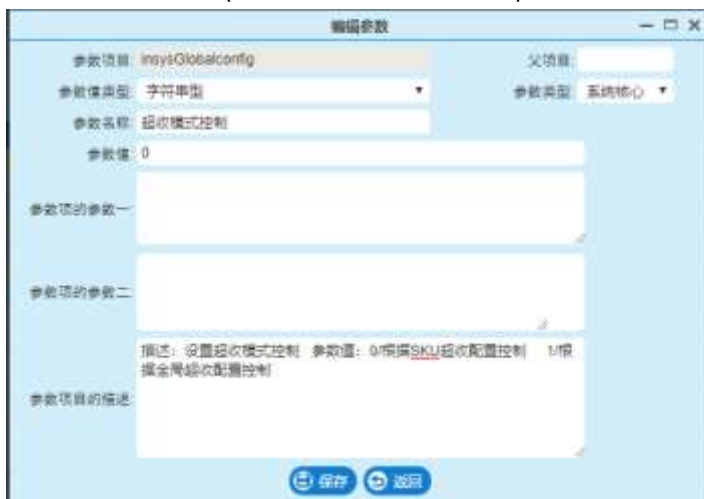 编辑参数
参数项目: insysGlobalconfig 父项目:
参数值类型: 字符串型 参数类型: 系统核心
参数名称: 超收模式控制
参数值: 0
参数项的参数一:
参数项的参数二:
描述：设置超收模式控制 参数值：0/根据SKU超收配置控制 1/根
据全局超收配置控制
参数项目的描述:
保存 返回